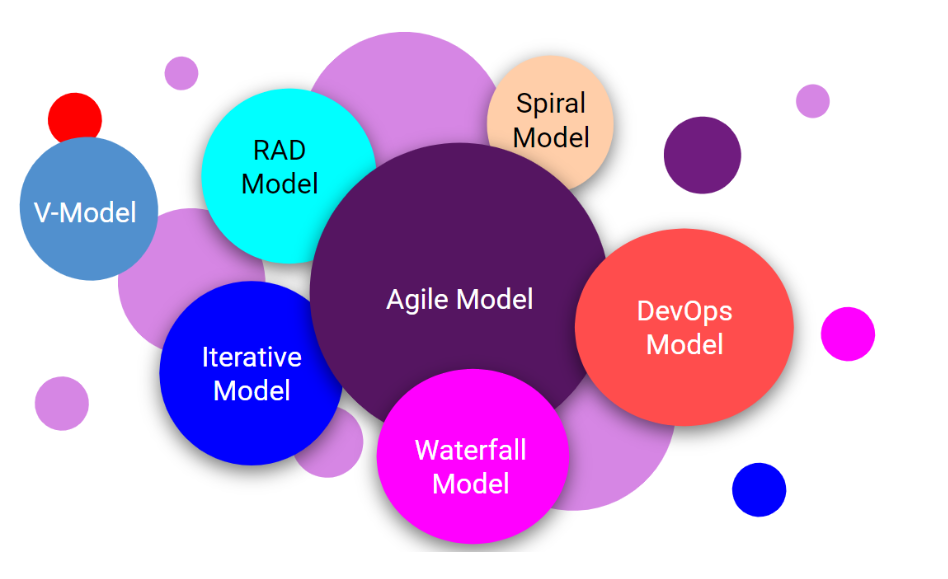 Spiral
Model
RAD
Model
V-Model
Agile Model
DevOps
Model
Iterative
Model
Waterfall
Model